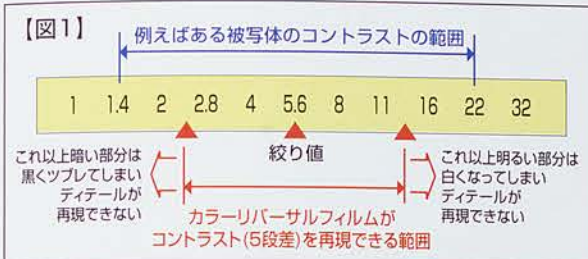 【図1】
例えばある被写体のコントラストの範囲
1 1.4 2 2.8 4 5.6 8 11 16 22 32
これ以上暗い部分は
黒くツブレてしまい
ディテールが
再現できない
絞り値
これ以上明るい部分は
白くなってしまい
ディテールが
再現できない
カラーリバーサルフィルムが
コントラスト(5段差)を再現できる範囲